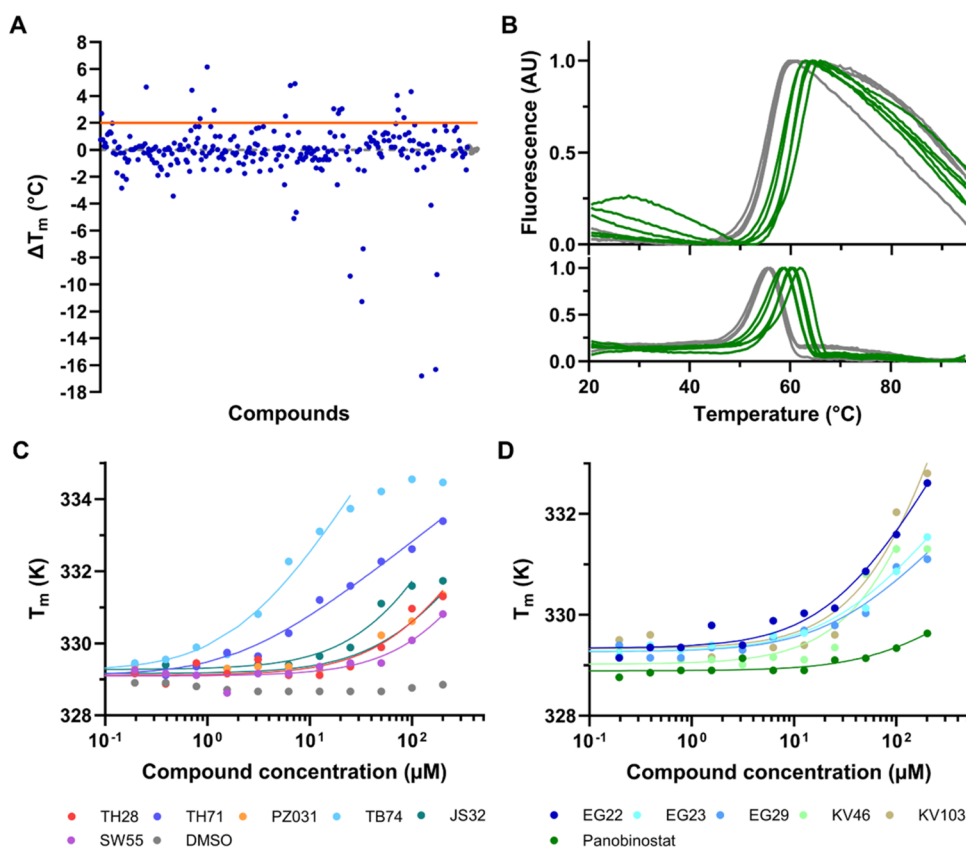 A
8
6
4
2
0
-2
-4
-6
-8
-10
-12
-14
-16
-18
ΔTm (°C)
Compounds
B
1.0
0.5
0.0
1.0
0.5
0.0
Fluorescence (AU)
20 40 60 80
Temperature (°C)
C
334
332
330
328
Tm (K)
10⁻¹ 10⁰ 10¹ 10²
Compound concentration (µM)
TH28 TH71 PZ031 TB74 JS32
SW55 DMSO
D
332
330
328
Tm (K)
10⁻¹ 10⁰ 10¹ 10²
Compound concentration (µM)
EG22 EG23 EG29 KV46 KV103
Panobinostat